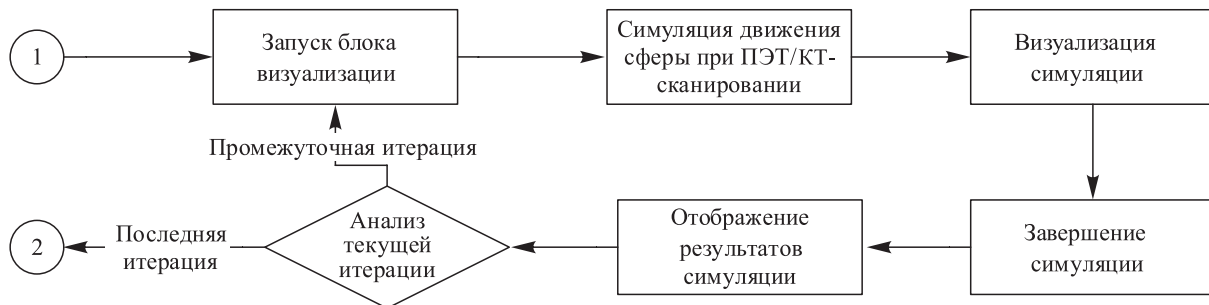 1
Запуск блока
визуализации
Симуляция движения
сферы при ПЭТ/КТ-
сканировании
Визуализация
симуляции
Промежуточная итерация
2
Последняя
итерация
Анализ
текущей
итерации
Отображение
результатов
симуляции
Завершение
симуляции